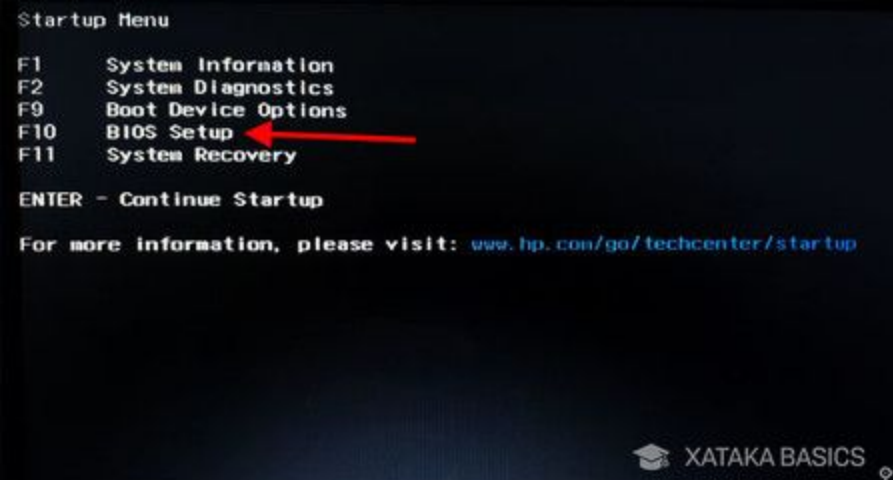 Startup Menu
F1 System Information
F2 System Diagnostics
F9 Boot Device Options
F10 BIOS Setup
F11 System Recovery
ENTER - Continue Startup
For more information, please visit: www.hp.com/go/techcenter/startup
XATAKA BASICS